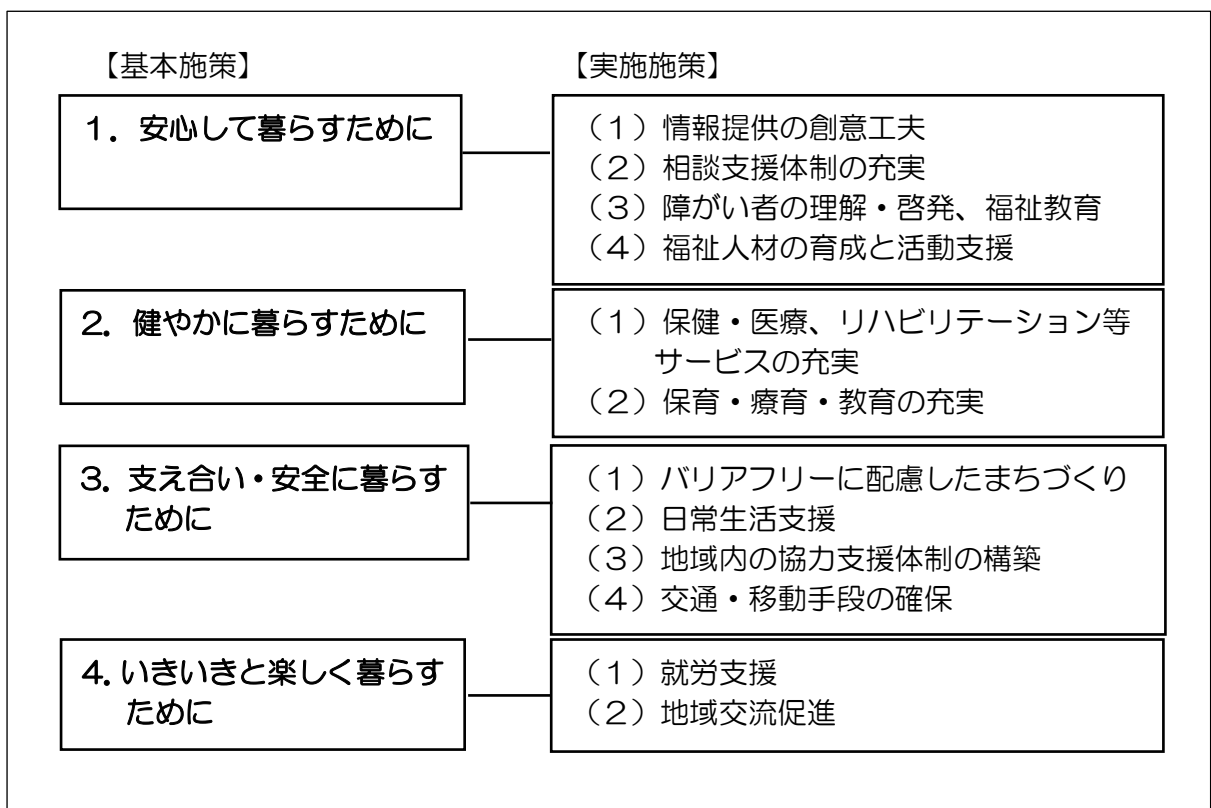 【基本施策】
【実施施策】
１．安心して暮らすために
（１）情報提供の創意工夫
（２）相談支援体制の充実
（３）障がい者の理解・啓発、福祉教育
（４）福祉人材の育成と活動支援
２．健やかに暮らすために
（１）保健・医療、リハビリテーション等
サービスの充実
（２）保育・療育・教育の充実
３．支え合い・安全に暮らす
ために
（１）バリアフリーに配慮したまちづくり
（２）日常生活支援
（３）地域内の協力支援体制の構築
（４）交通・移動手段の確保
４．いきいきと楽しく暮らす
ために
（１）就労支援
（２）地域交流促進